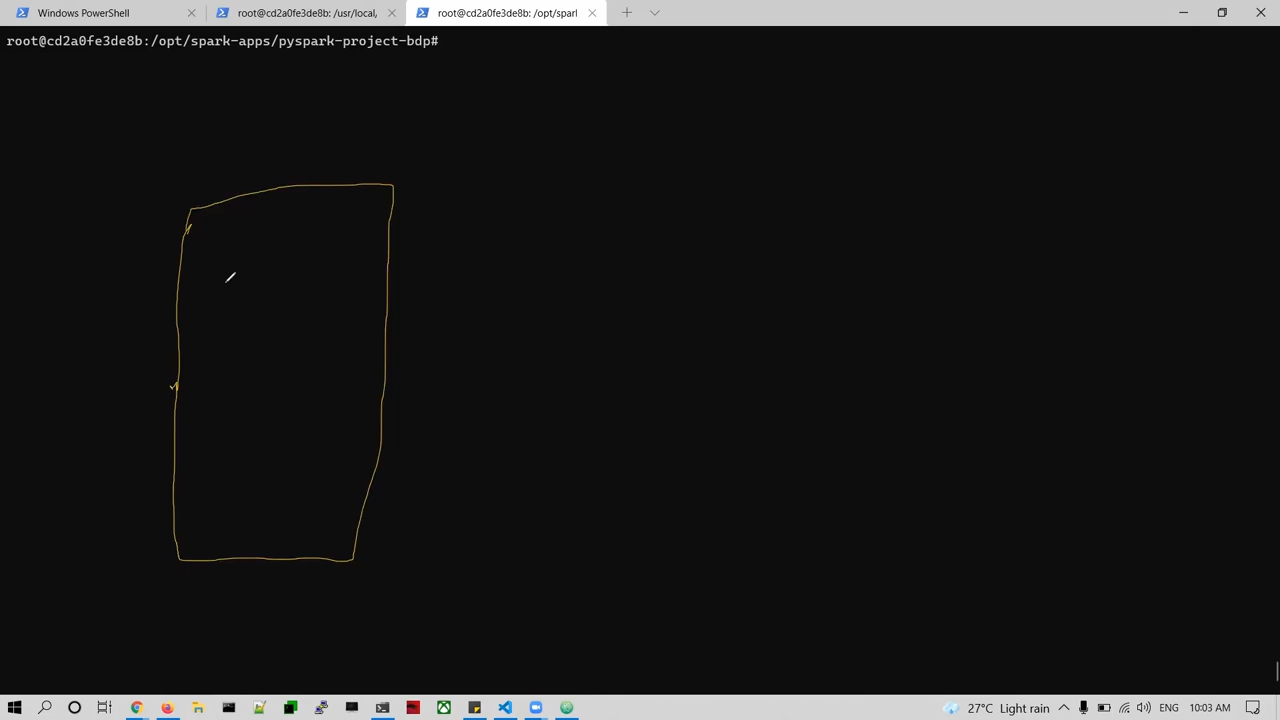 Windows PowerShell
root@cd2a0fe3de8b: /usr/local,
root@cd2a0fe3de8b: /opt/sparl
root@cd2a0fe3de8b:/opt/spark-apps/pyspark-project-bdp#
27°C Light rain
ENG
10:03 AM